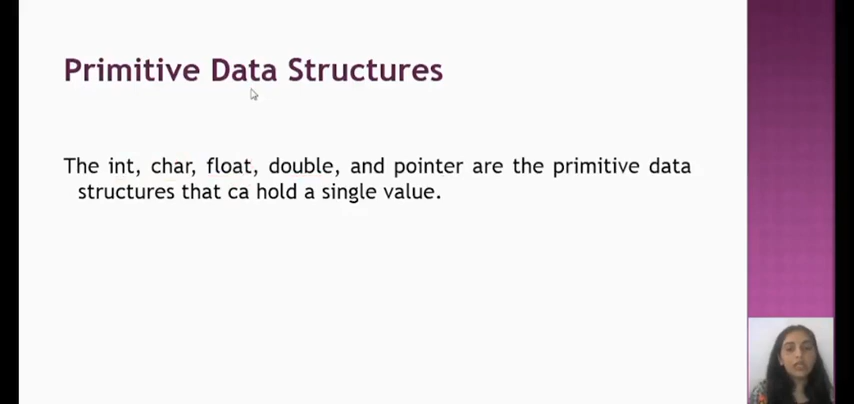 Primitive Data Structures
The int, char, float, double, and pointer are the primitive data
structures that ca hold a single value.